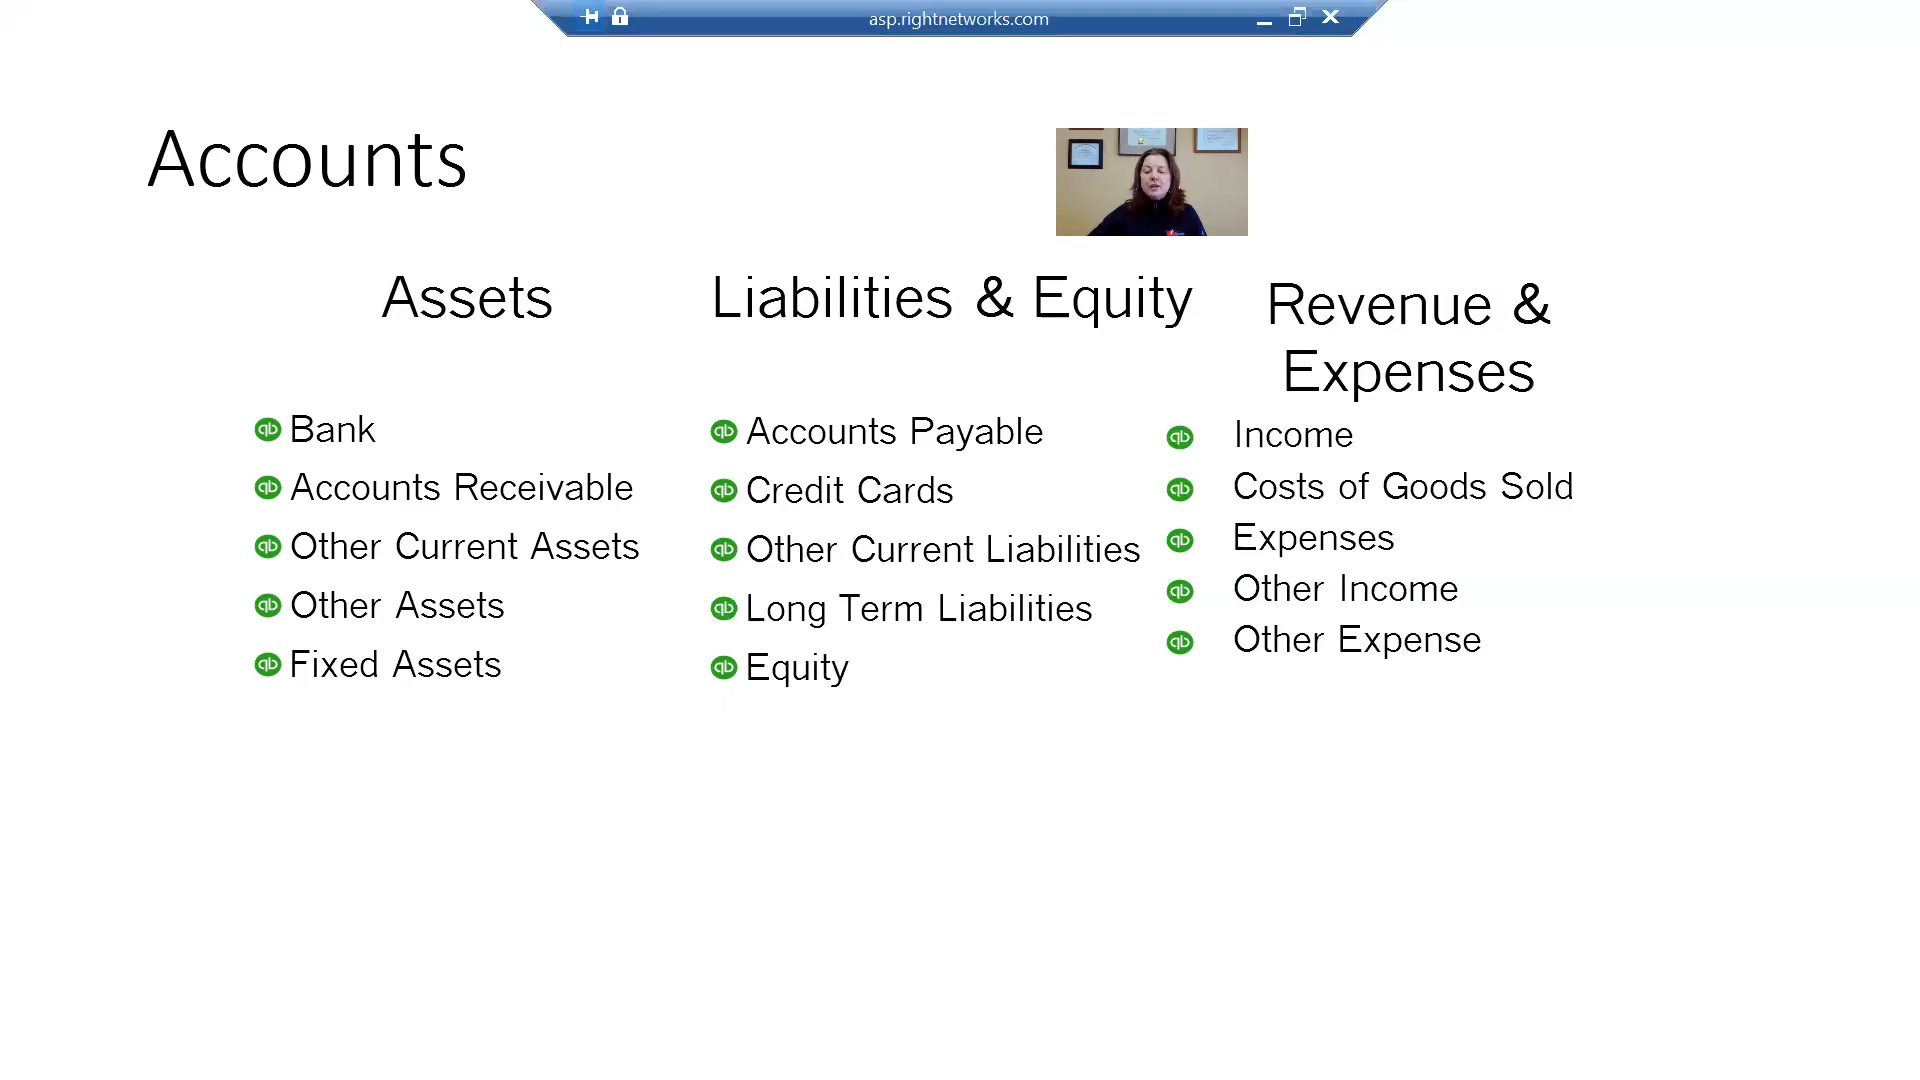 asp.rightnetworks.com
Accounts
Assets
Bank
Accounts Receivable
Other Current Assets
Other Assets
Fixed Assets
Liabilities & Equity
Accounts Payable
Credit Cards
Other Current Liabilities
Long Term Liabilities
Equity
Revenue &
Expenses
Income
Costs of Goods Sold
Expenses
Other Income
Other Expense